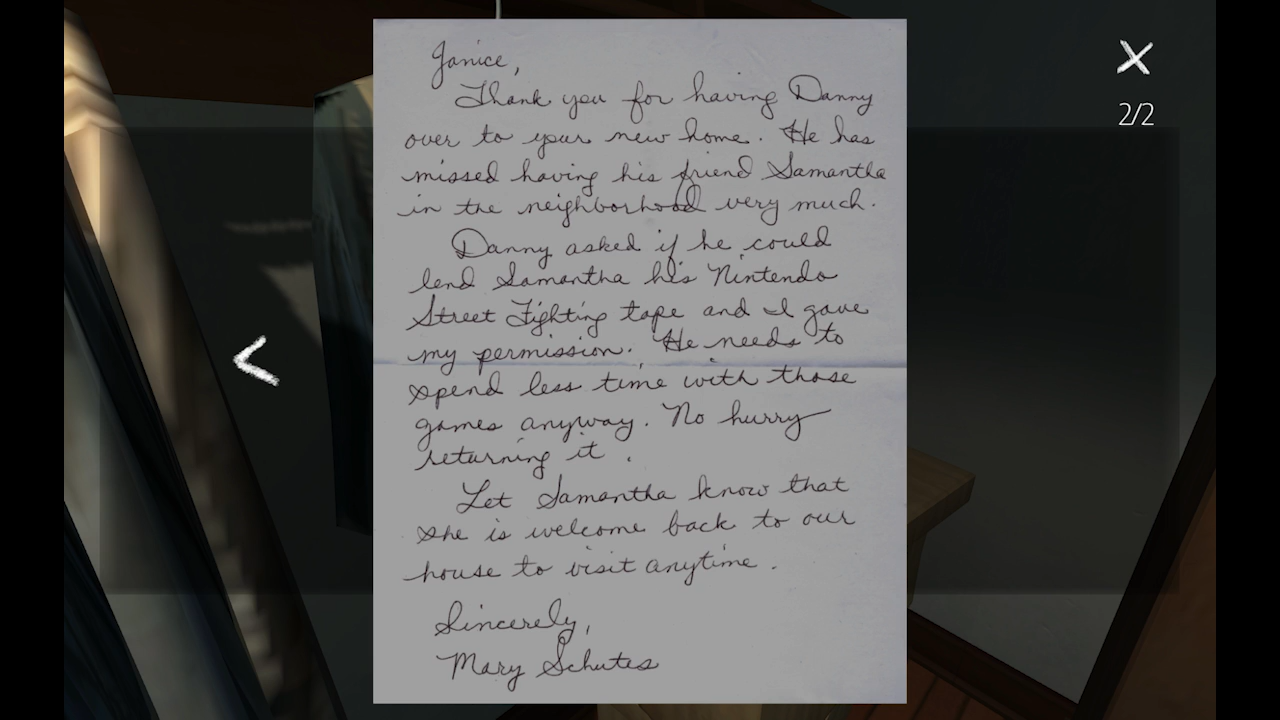 Janice,
Thank you for having Danny
over to your new home. He has
missed having his friend Samantha
in the neighborhood very much.
Danny asked if he could
lend Samantha his Nintendo
Street Fighting tape and I gave
my permission. He needs to
spend less time with those
games anyway. No hurry
returning it.
Let Samantha know that
she is welcome back to our
house to visit anytime.
Sincerely,
Mary Schutes
2/2